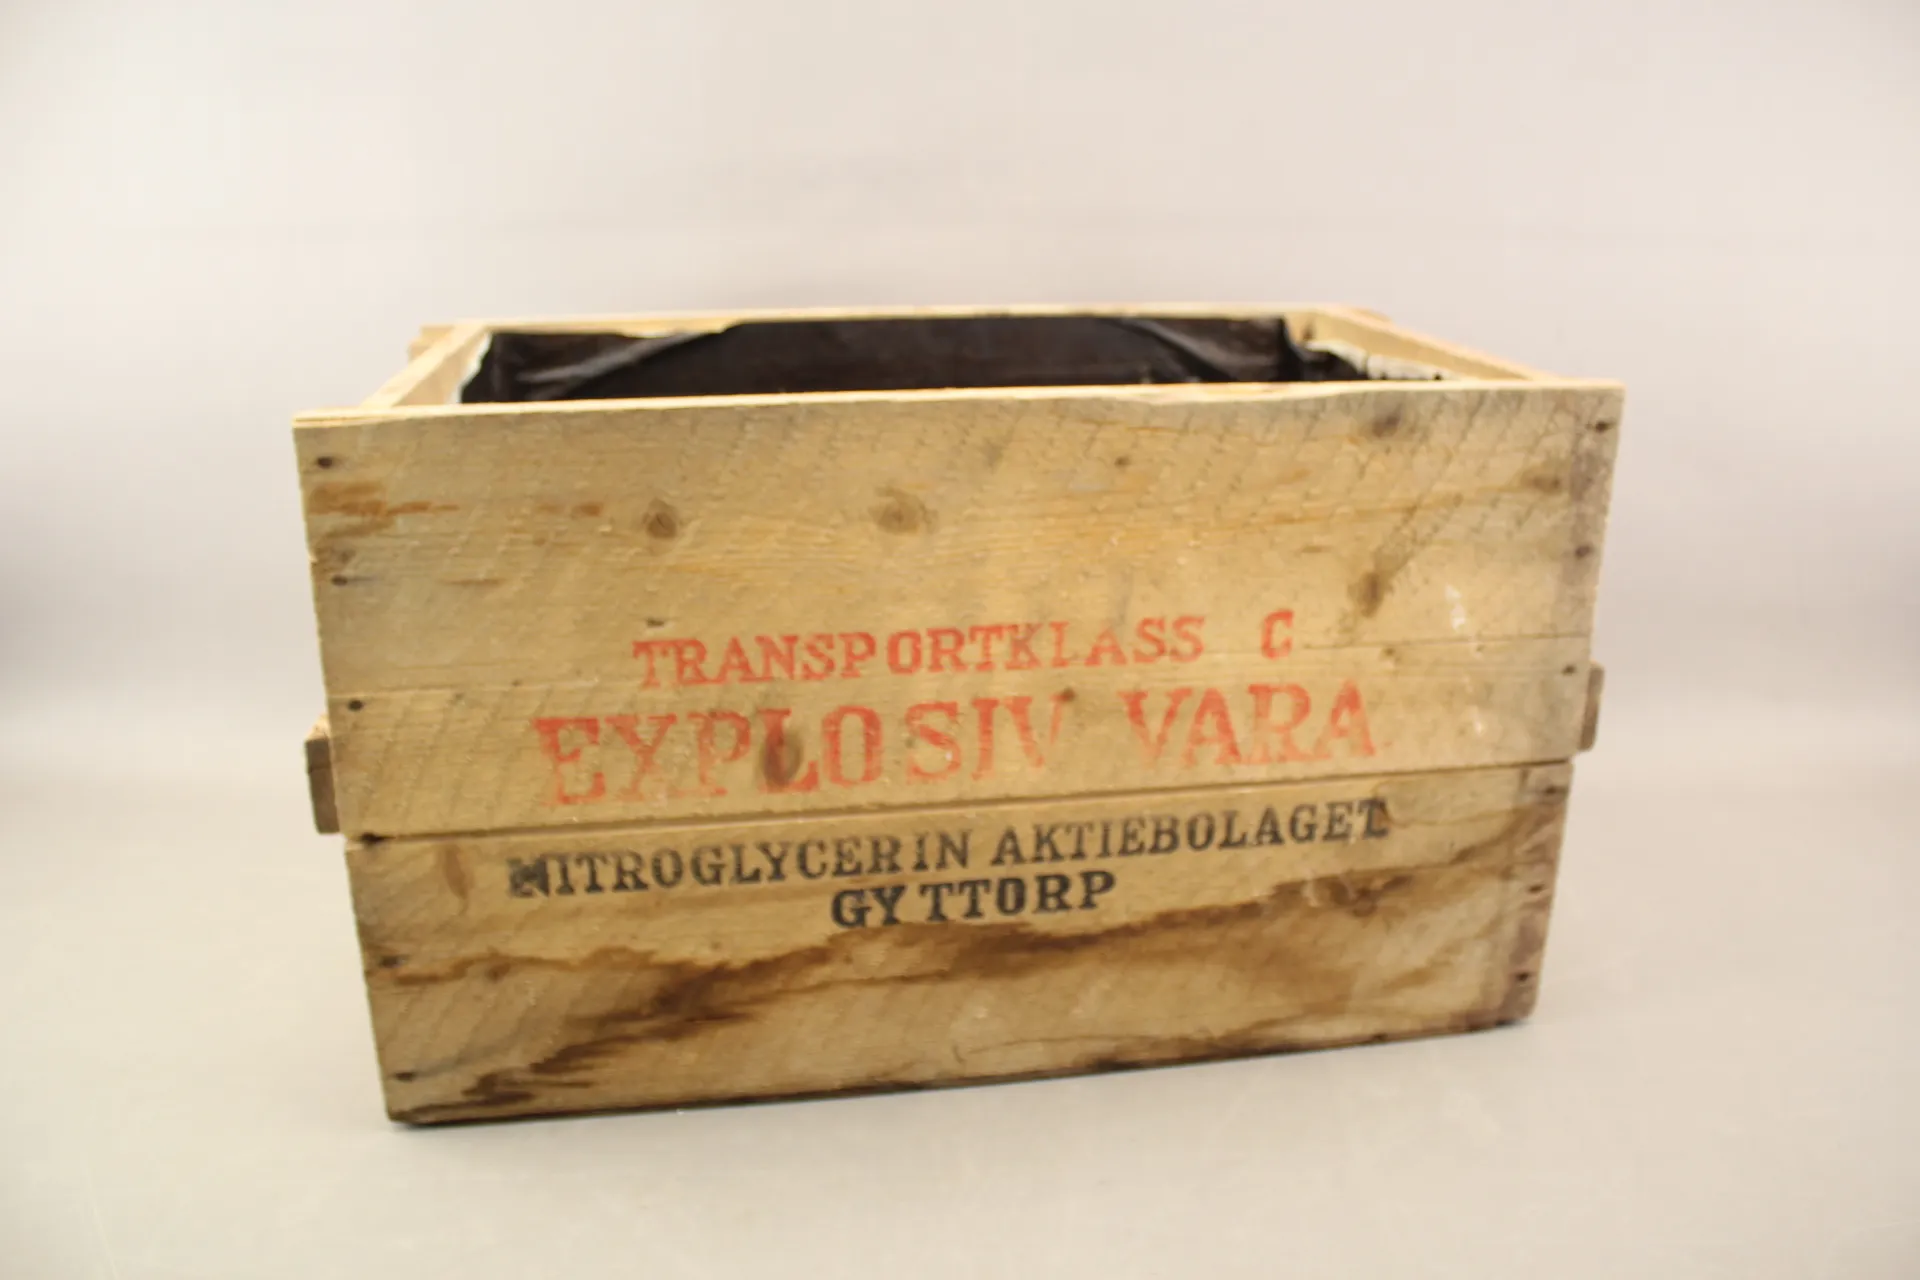 TRANSPORTKLASS C
EXPLOSIV VARA
NITROGLYCERIN AKTIEBOLAGET
GYTTORP